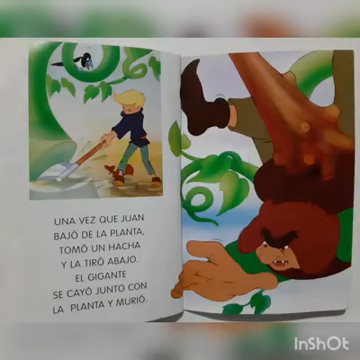 UNA VEZ QUE JUAN
BAJÓ DE LA PLANTA,
TOMÓ UN HACHA
Y LA TIRÓ ABAJO.
EL GIGANTE
SE CAYÓ JUNTO CON
LA PLANTA Y MURIÓ.
InShOt